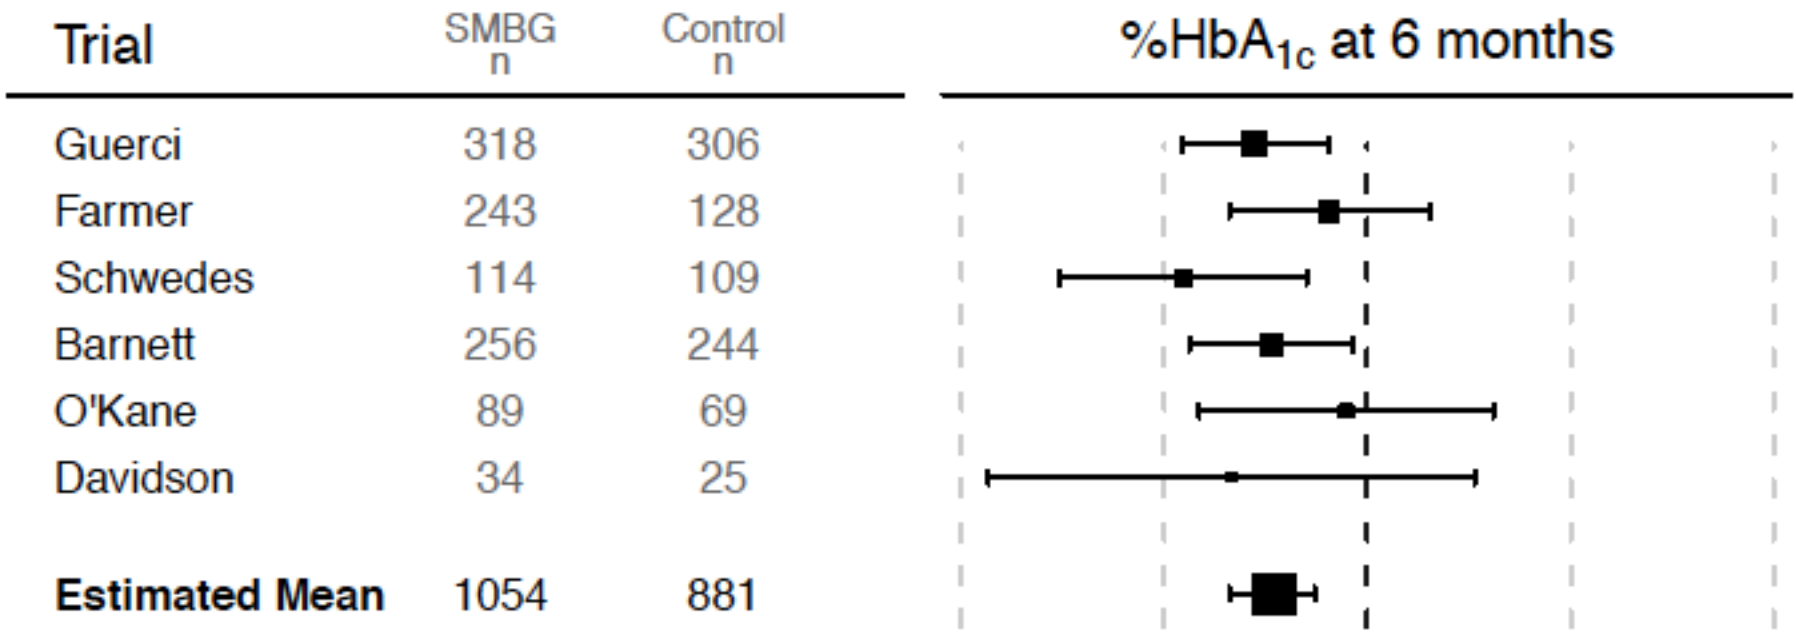 Trial SMBG n Control n %HbA1c at 6 months
Guerci 318 306
Farmer 243 128
Schwedes 114 109
Barnett 256 244
O'Kane 89 69
Davidson 34 25
Estimated Mean 1054 881